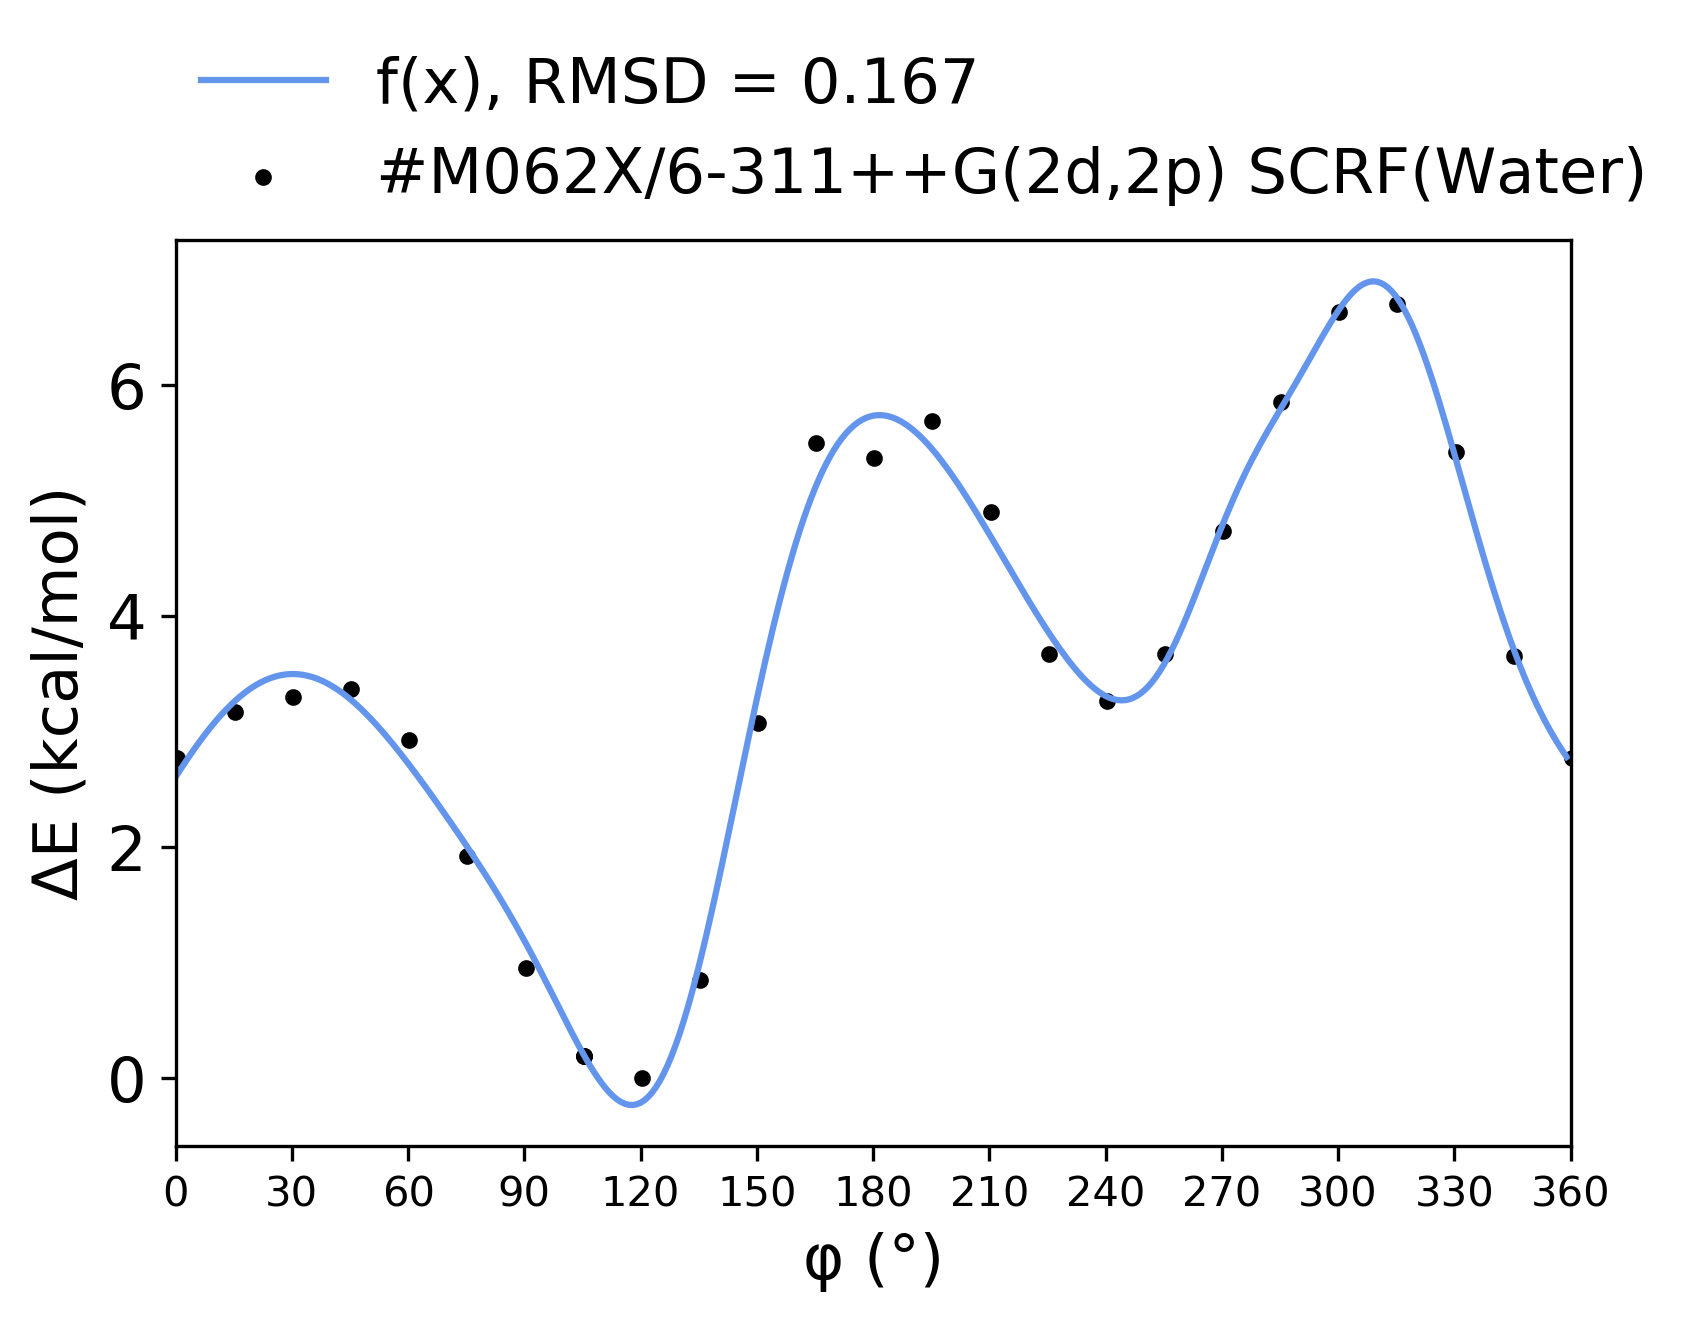 f(x), RMSD = 0.167
#M062X/6-311++G(2d,2p) SCRF(Water)
ΔE (kcal/mol)
6
4
2
0
0 30 60 90 120 150 180 210 240 270 300 330 360
φ (°)